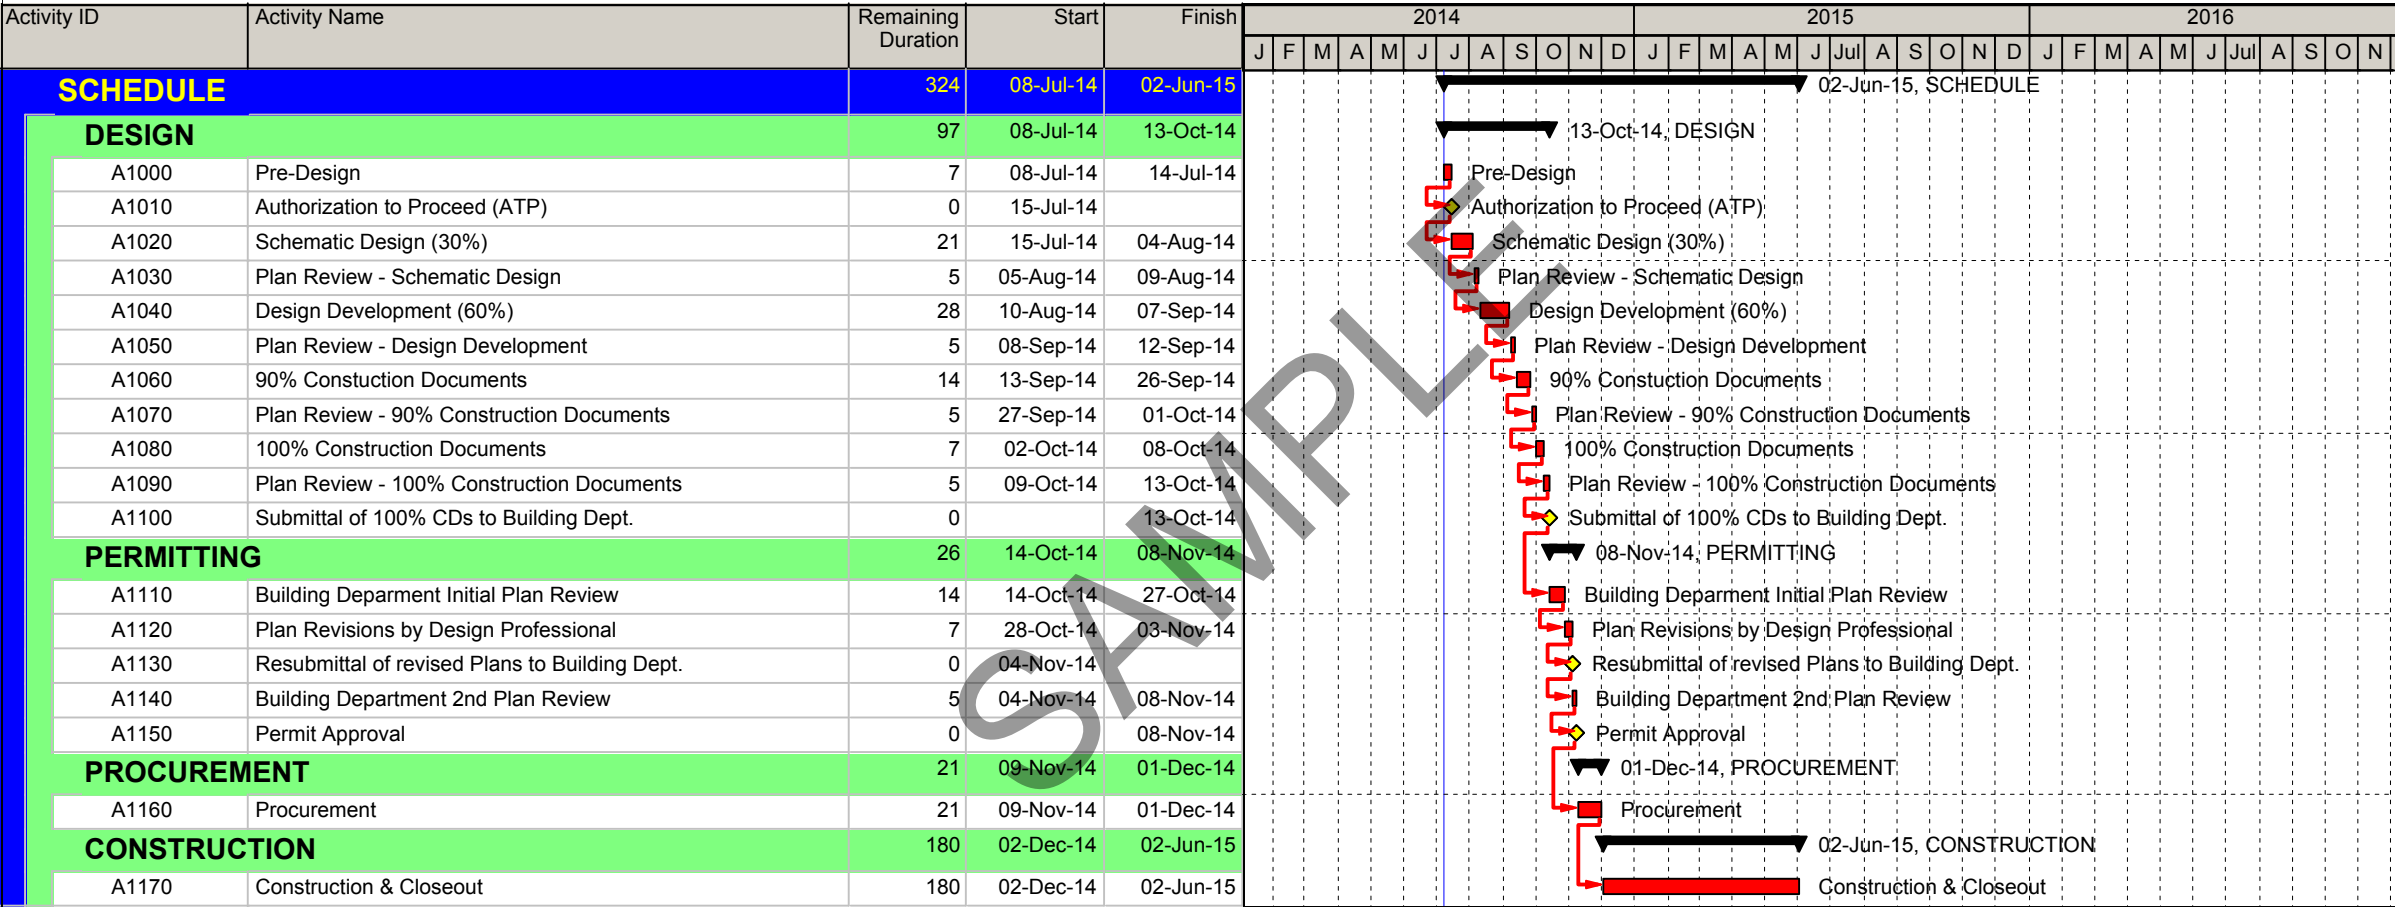 Activity ID Activity Name Remaining Duration Start Finish 2014 2015 2016
J F M A M J J A S O N D J F M A M J Jul A S O N D J F M A M J Jul A S O N
SCHEDULE 324 08-Jul-14 02-Jun-15 02-Jun-15, SCHEDULE
DESIGN 97 08-Jul-14 13-Oct-14 13-Oct-14, DESIGN
A1000 Pre-Design 7 08-Jul-14 14-Jul-14 Pre-Design
A1010 Authorization to Proceed (ATP) 0 15-Jul-14 Authorization to Proceed (ATP)
A1020 Schematic Design (30%) 21 15-Jul-14 04-Aug-14 Schematic Design (30%)
A1030 Plan Review - Schematic Design 5 05-Aug-14 09-Aug-14 Plan Review - Schematic Design
A1040 Design Development (60%) 28 10-Aug-14 07-Sep-14 Design Development (60%)
A1050 Plan Review - Design Development 5 08-Sep-14 12-Sep-14 Plan Review - Design Development
A1060 90% Constuction Documents 14 13-Sep-14 26-Sep-14 90% Constuction Documents
A1070 Plan Review - 90% Construction Documents 5 27-Sep-14 01-Oct-14 Plan Review - 90% Construction Documents
A1080 100% Construction Documents 7 02-Oct-14 08-Oct-14 100% Construction Documents
A1090 Plan Review - 100% Construction Documents 5 09-Oct-14 13-Oct-14 Plan Review - 100% Construction Documents
A1100 Submittal of 100% CDs to Building Dept. 0 13-Oct-14 Submittal of 100% CDs to Building Dept.
PERMITTING 26 14-Oct-14 08-Nov-14 08-Nov-14, PERMITTING
A1110 Building Deparment Initial Plan Review 14 14-Oct-14 27-Oct-14 Building Deparment Initial Plan Review
A1120 Plan Revisions by Design Professional 7 28-Oct-14 03-Nov-14 Plan Revisions by Design Professional
A1130 Resubmittal of revised Plans to Building Dept. 0 04-Nov-14 Resubmittal of revised Plans to Building Dept.
A1140 Building Department 2nd Plan Review 5 04-Nov-14 08-Nov-14 Building Department 2nd Plan Review
A1150 Permit Approval 0 08-Nov-14 Permit Approval
PROCUREMENT 21 09-Nov-14 01-Dec-14 01-Dec-14, PROCUREMENT
A1160 Procurement 21 09-Nov-14 01-Dec-14 Procurement
CONSTRUCTION 180 02-Dec-14 02-Jun-15 02-Jun-15, CONSTRUCTION
A1170 Construction & Closeout 180 02-Dec-14 02-Jun-15 Construction & Closeout
SAMPLE